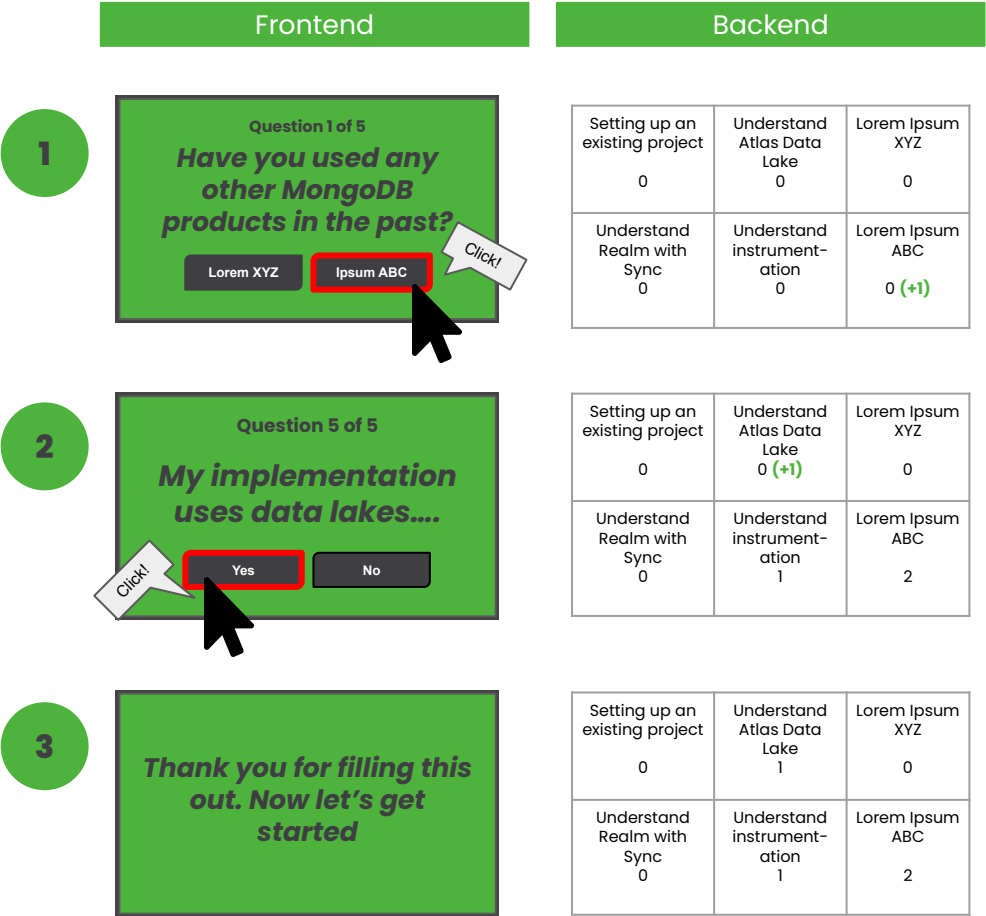 Frontend
Backend
1
Question 1 of 5
Have you used any
other MongoDB
products in the past?
Lorem XYZ
Ipsum ABC
Click!
Setting up an
existing project
0
Understand
Atlas Data
Lake
0
Lorem Ipsum
XYZ
0
Understand
Realm with
Sync
0
Understand
instrument-
ation
0
Lorem Ipsum
ABC
0 (+1)
2
Question 5 of 5
My implementation
uses data lakes....
Yes
No
Click!
Setting up an
existing project
0
Understand
Atlas Data
Lake
0 (+1)
Lorem Ipsum
XYZ
0
Understand
Realm with
Sync
0
Understand
instrument-
ation
1
Lorem Ipsum
ABC
2
3
Thank you for filling this
out. Now let’s get
started
Setting up an
existing project
0
Understand
Atlas Data
Lake
1
Lorem Ipsum
XYZ
0
Understand
Realm with
Sync
0
Understand
instrument-
ation
1
Lorem Ipsum
ABC
2